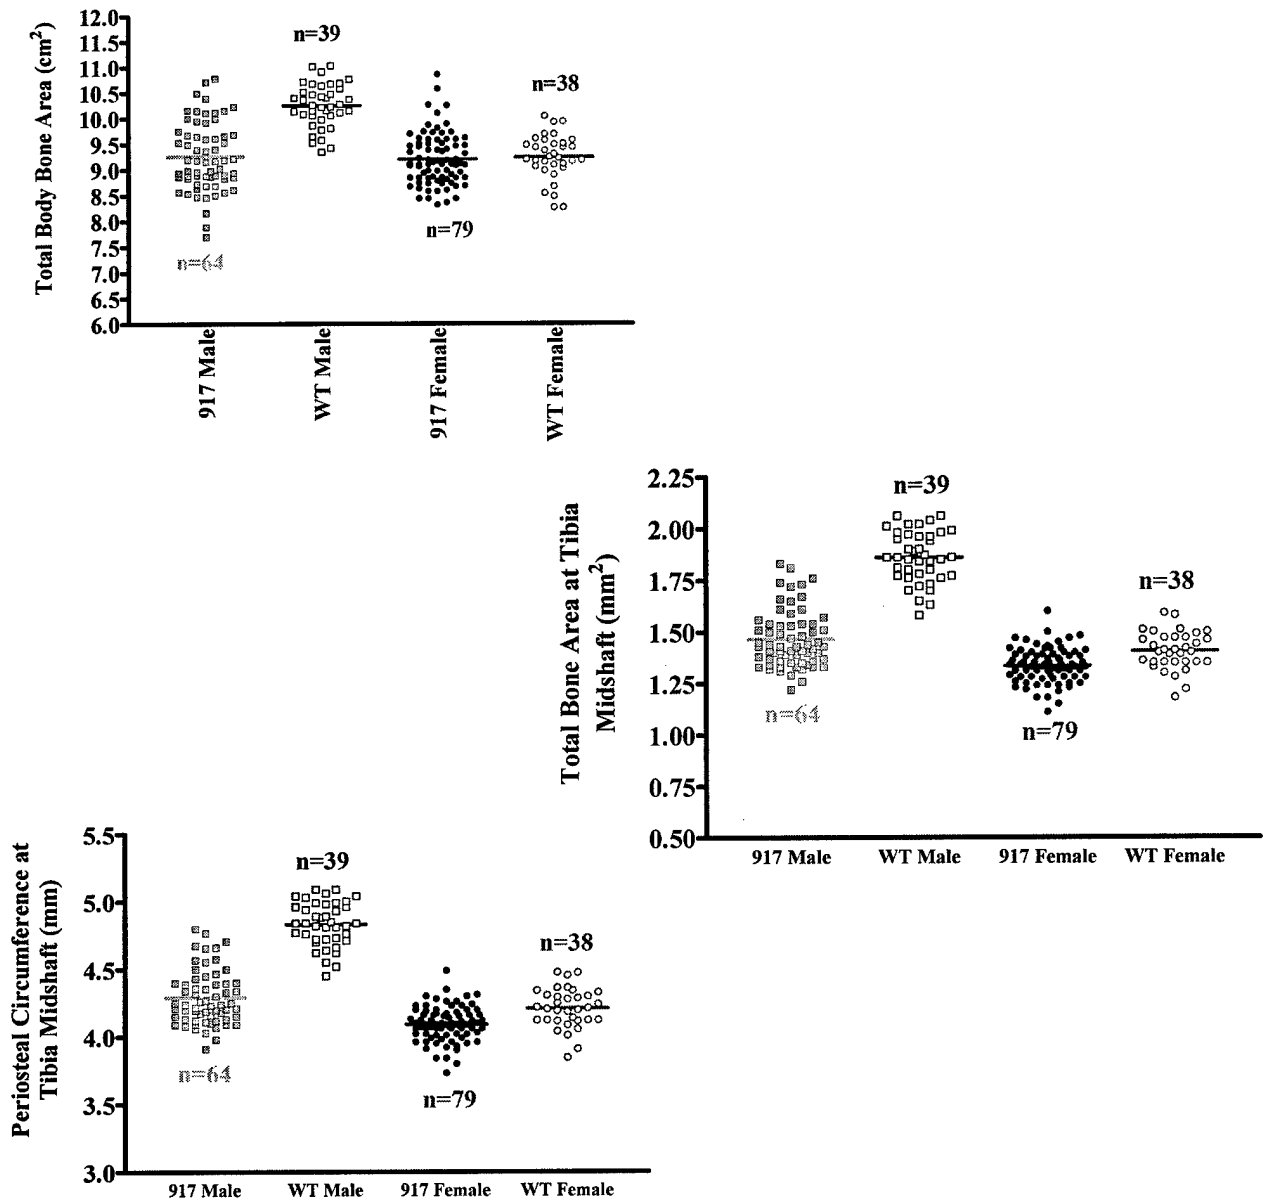 Total Body Bone Area (cm²)
12.0
11.5
11.0
10.5
10.0
9.5
9.0
8.5
8.0
7.5
7.0
6.5
6.0
n=64
n=39
n=79
n=38
917 Male
WT Male
917 Female
WT Female
Total Bone Area at Tibia
Midshaft (mm²)
2.25
2.00
1.75
1.50
1.25
1.00
0.75
0.50
n=64
n=39
n=79
n=38
917 Male
WT Male
917 Female
WT Female
Periosteal Circumference at
Tibia Midshaft (mm)
5.5
5.0
4.5
4.0
3.5
3.0
n=64
n=39
n=79
n=38
917 Male
WT Male
917 Female
WT Female